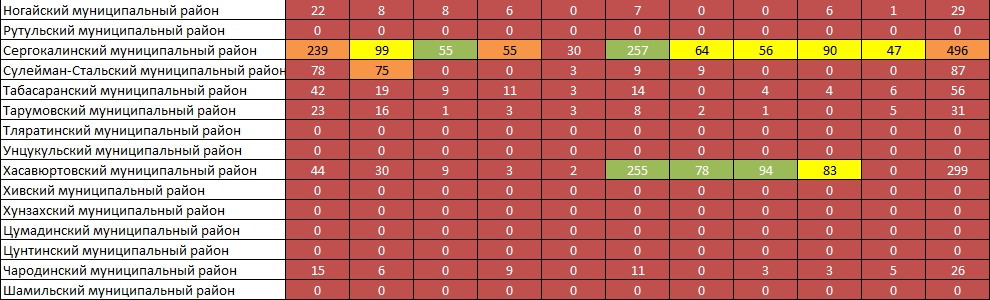 Ногайский муниципальный район 22 8 8 6 0 7 0 0 6 1 29
Рутульский муниципальный район 0 0 0 0 0 0 0 0 0 0 0
Сергокалинский муниципальный район 239 99 55 55 30 257 64 56 90 47 496
Сулейман-Стальский муниципальный район 78 75 0 0 3 9 9 0 0 0 87
Табасаранский муниципальный район 42 19 9 11 3 14 0 4 4 6 56
Тарумовский муниципальный район 23 16 1 3 3 8 2 1 0 5 31
Тляратинский муниципальный район 0 0 0 0 0 0 0 0 0 0 0
Унцукульский муниципальный район 0 0 0 0 0 0 0 0 0 0 0
Хасавюртовский муниципальный район 44 30 9 3 2 255 78 94 83 0 299
Хивский муниципальный район 0 0 0 0 0 0 0 0 0 0 0
Хунзахский муниципальный район 0 0 0 0 0 0 0 0 0 0 0
Цумадинский муниципальный район 0 0 0 0 0 0 0 0 0 0 0
Цунтинский муниципальный район 0 0 0 0 0 0 0 0 0 0 0
Чародинский муниципальный район 15 6 0 9 0 11 0 3 3 5 26
Шамильский муниципальный район 0 0 0 0 0 0 0 0 0 0 0